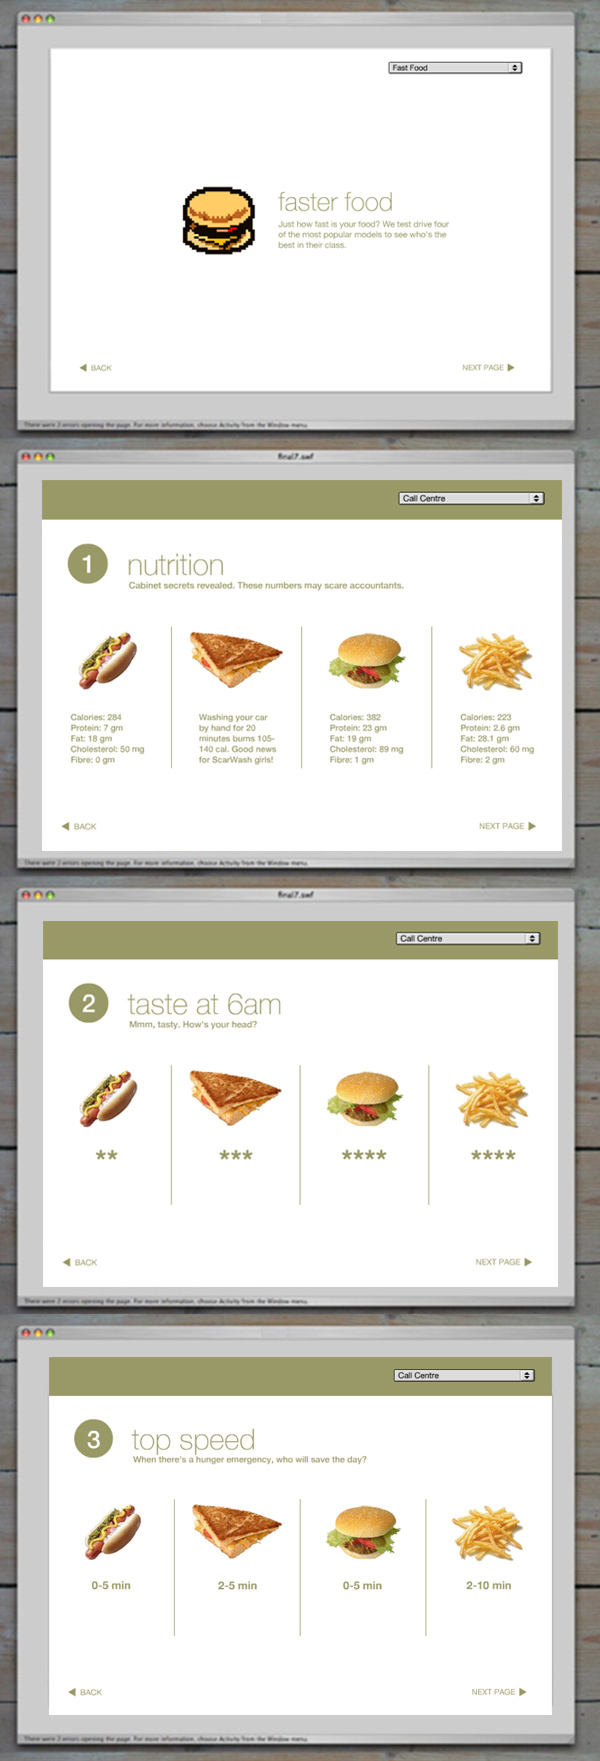 Fast Food
faster food
Just how fast is your food? We test drive four
of the most popular models to see who's the
best in their class.
BACK
NEXT PAGE
There were 2 errors opening the page. For more information, choose Activity from the Window menu.
final7.swf
Call Centre
1
nutrition
Cabinet secrets revealed. These numbers may scare accountants.
Calories: 284
Protein: 7 gm
Fat: 18 gm
Cholesterol: 50 mg
Fibre: 0 gm
Washing your car
by hand for 20
minutes burns 105-
140 cal. Good news
for ScarWash girls!
Calories: 382
Protein: 23 gm
Fat: 19 gm
Cholesterol: 89 mg
Fibre: 1 gm
Calories: 223
Protein: 2.6 gm
Fat: 28.1 gm
Cholesterol: 60 mg
Fibre: 2 gm
BACK
NEXT PAGE
There were 2 errors opening the page. For more information, choose Activity from the Window menu.
final7.swf
Call Centre
2
taste at 6am
Mmm, tasty. How's your head?
**
***
****
****
BACK
NEXT PAGE
There were 2 errors opening the page. For more information, choose Activity from the Window menu.
Call Centre
3
top speed
When there's a hunger emergency, who will save the day?
0-5 min
2-5 min
0-5 min
2-10 min
BACK
NEXT PAGE
There were 2 errors opening the page. For more information, choose Activity from the Window menu.